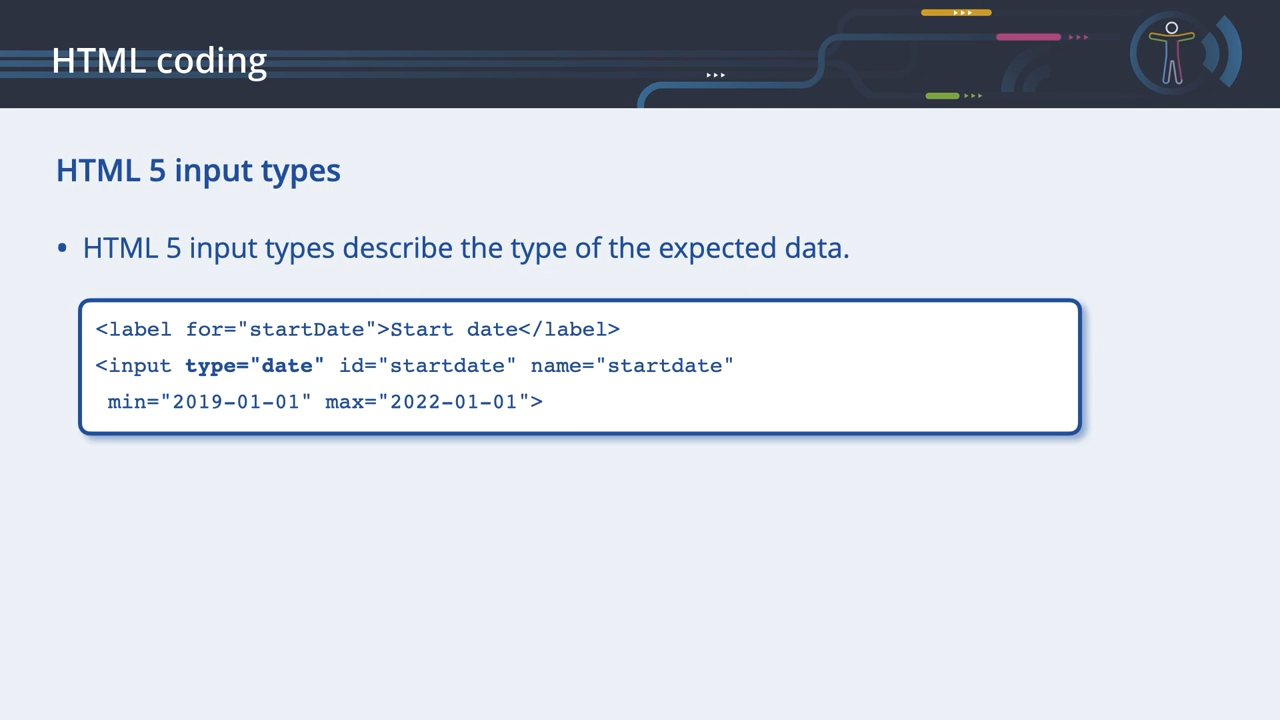 HTML coding
HTML 5 input types
• HTML 5 input types describe the type of the expected data.
<label for="startDate">Start date</label>
<input type="date" id="startdate" name="startdate"
min="2019-01-01" max="2022-01-01">